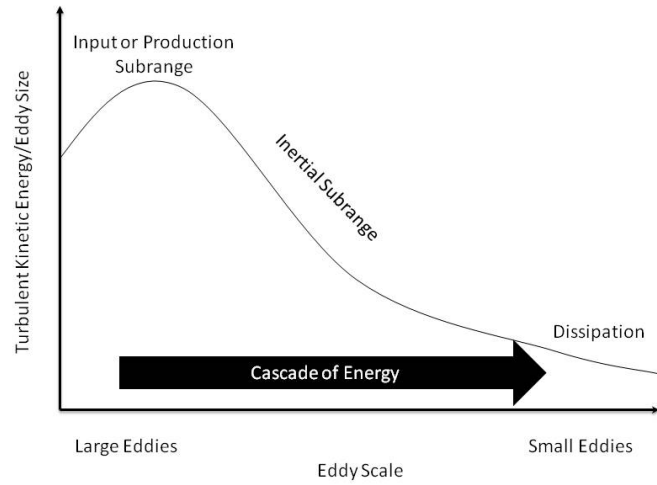 Input or Production
Subrange
Turbulent Kinetic Energy/Eddy Size
Inertial Subrange
Dissipation
Cascade of Energy
Large Eddies
Small Eddies
Eddy Scale